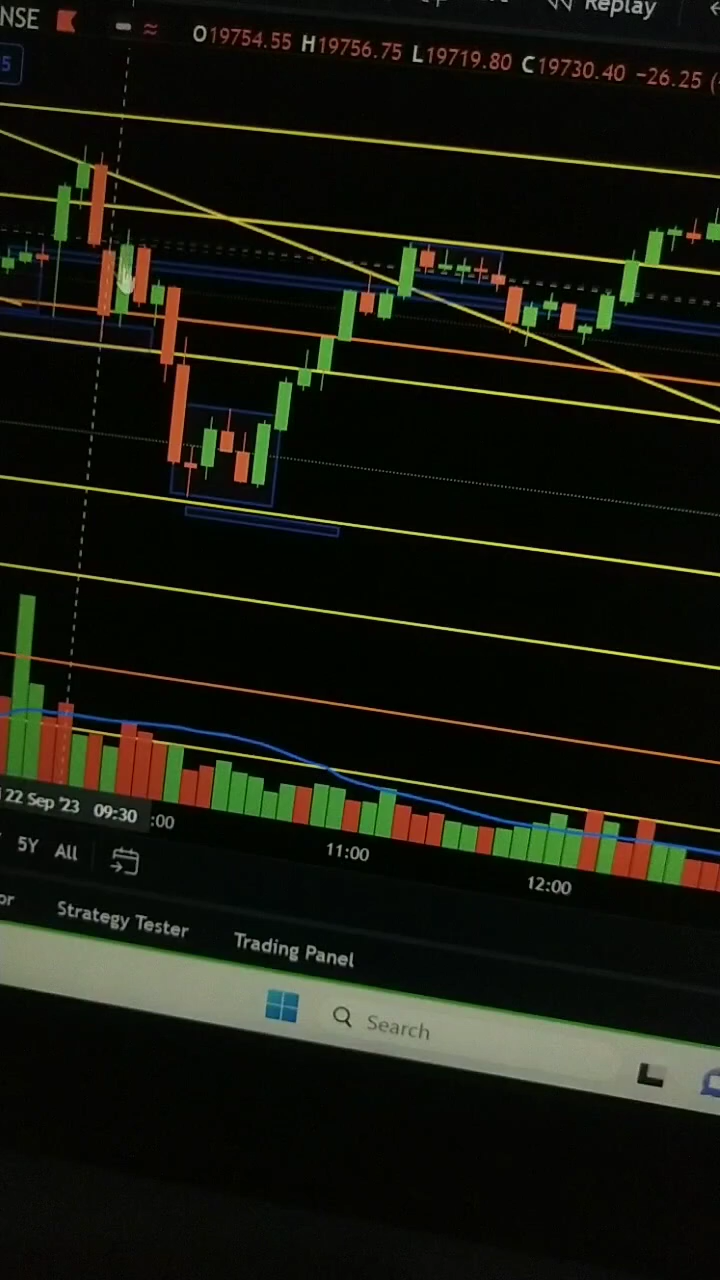 NSE O19754.55 H19756.75 L19719.80 C19730.40 −26.25
Replay
5
22 Sep '23 09:30 :00
11:00
12:00
5Y All
Strategy Tester
Trading Panel
Search